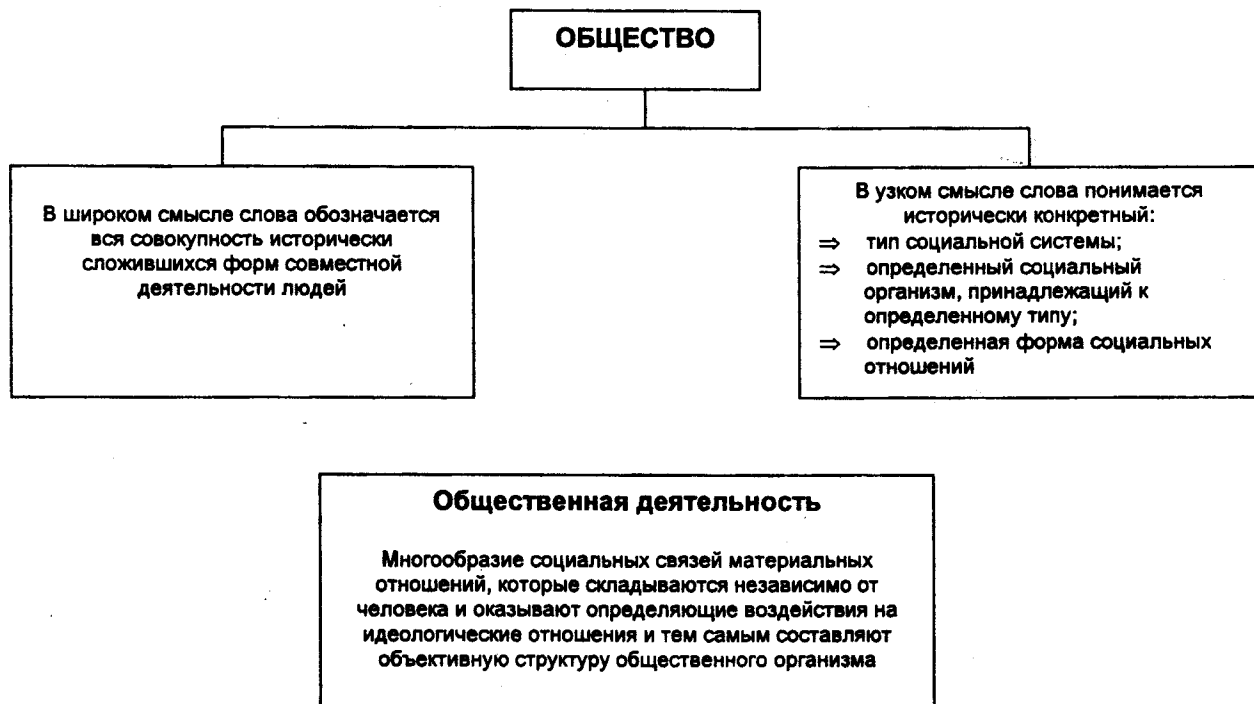 ОБЩЕСТВО
В широком смысле слова обозначается
вся совокупность исторически
сложившихся форм совместной
деятельности людей
В узком смысле слова понимается
исторически конкретный:
⇒ тип социальной системы;
⇒ определенный социальный
организм, принадлежащий к
определенному типу;
⇒ определенная форма социальных
отношений
Общественная деятельность
Многообразие социальных связей материальных
отношений, которые складываются независимо от
человека и оказывают определяющие воздействия на
идеологические отношения и тем самым составляют
объективную структуру общественного организма